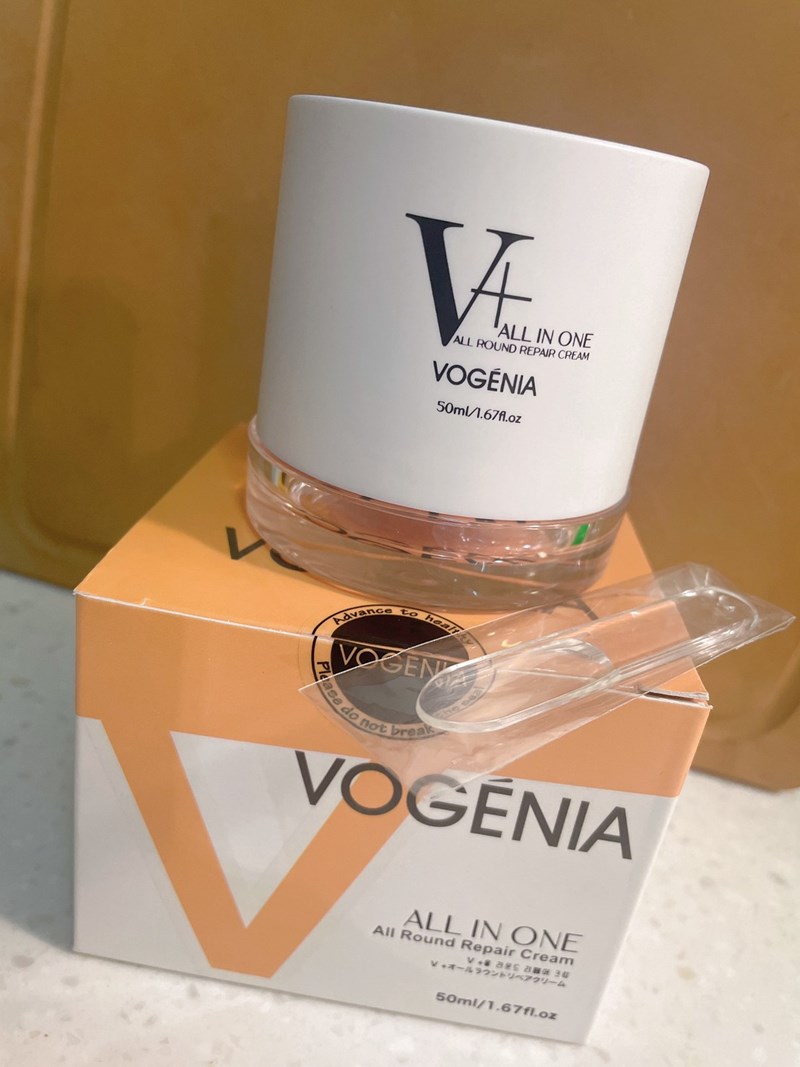 V+
ALL IN ONE
ALL ROUND REPAIR CREAM
VOGÉNIA
50ml/1.67fl.oz
Advance to healthy
VOGÉNIA
Please do not break
VOGÉNIA
ALL IN ONE
All Round Repair Cream
V+オールラウンドリペアクリーム
50ml/1.67fl.oz